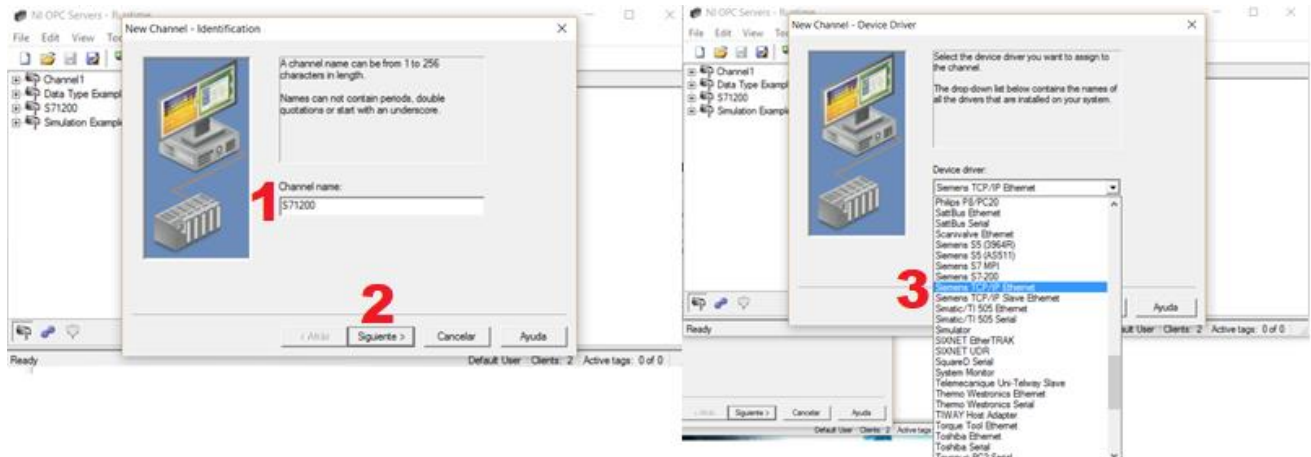 NI OPC Servers - Runtime
File Edit View
New Channel - Identification
Channel1
Data Type Exampl
S71200
Simulation Example
A channel name can be from 1 to 256
characters in length.
Names can not contain periods, double
quotations or start with an underscore.
1
Channel name:
S71200
2
< Atrás
Siguiente >
Cancelar
Ayuda
Ready
Default User Clients: 2 Active tags: 0 of 0
NI OPC Servers - R
File Edit View
New Channel - Device Driver
Channel1
Data Type Exampl
S71200
Simulation Example
Select the device driver you want to assign to
the channel.
The drop-down list below contains the names of
all the drivers that are installed on your system.
Device driver:
Siemens TCP/IP Ethernet
Philips P8/PC20
SattBus Ethernet
SattBus Serial
Scanivalve Ethernet
Siemens S5 (3964R)
Siemens S5 (AS511)
Siemens S7 MPI
Siemens S7-200
3
Siemens TCP/IP Ethernet
Siemens TCP/IP Slave Ethernet
Simatic/TI 505 Ethernet
Simatic/TI 505 Serial
Simulator
SIXNET EtherTRAK
SIXNET UDR
SquareD Serial
System Monitor
Telemecanique Uni-Telway Slave
Thermo Westronics Ethernet
Thermo Westronics Serial
TIWAY Host Adapter
Torque Tool Ethernet
Toshiba Ethernet
Toshiba Serial
Ayuda
Ready
ault User Clients: 2 Active tags: 0 of 0
Siguiente >
Cancelar
Ayuda
Default User Clients: 2 Active tags